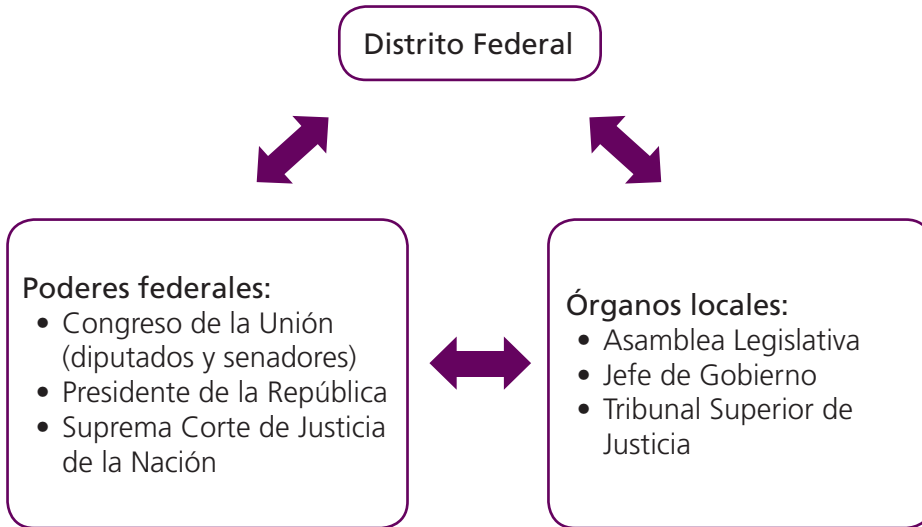 Distrito Federal
Poderes federales:
• Congreso de la Unión
(diputados y senadores)
• Presidente de la República
• Suprema Corte de Justicia
de la Nación
Órganos locales:
• Asamblea Legislativa
• Jefe de Gobierno
• Tribunal Superior de
Justicia